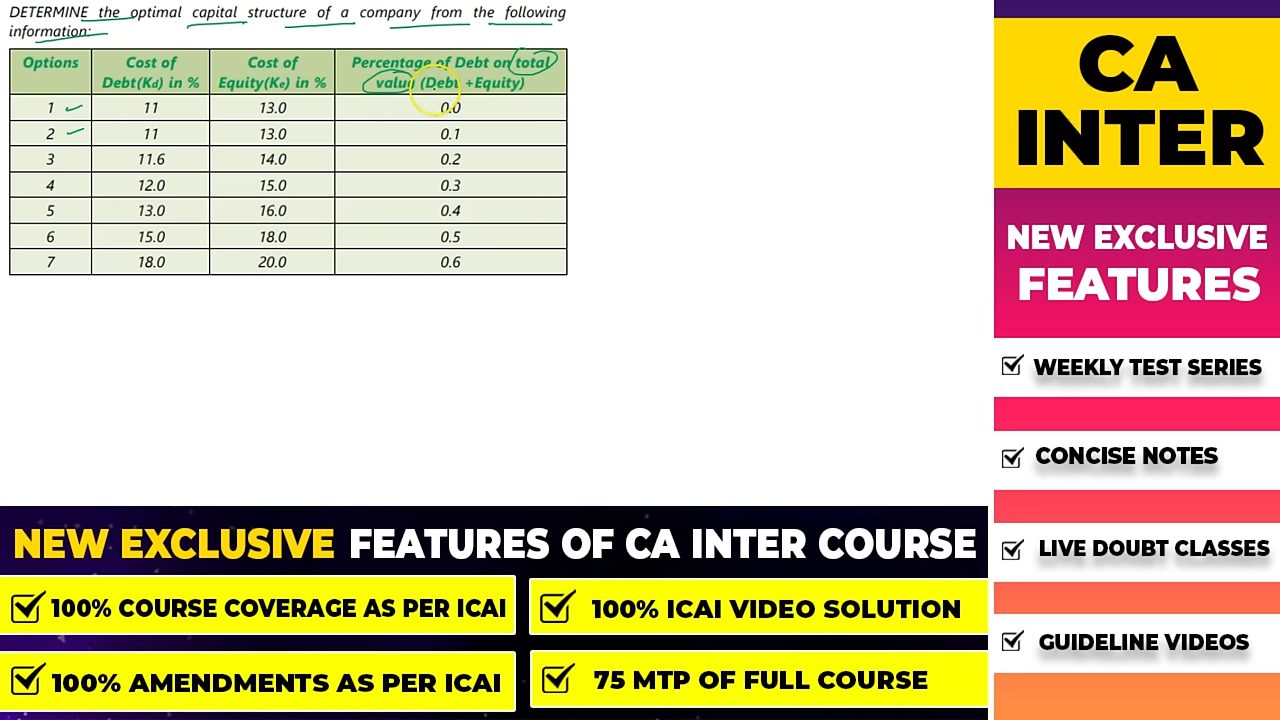 DETERMINE the optimal capital structure of a company from the following
information:
Options Cost of Debt(Kd) in % Cost of Equity(Ke) in % Percentage of Debt on total value (Debt +Equity)
1 11 13.0 0.0
2 11 13.0 0.1
3 11.6 14.0 0.2
4 12.0 15.0 0.3
5 13.0 16.0 0.4
6 15.0 18.0 0.5
7 18.0 20.0 0.6
CA
INTER
NEW EXCLUSIVE
FEATURES
WEEKLY TEST SERIES
CONCISE NOTES
LIVE DOUBT CLASSES
GUIDELINE VIDEOS
NEW EXCLUSIVE FEATURES OF CA INTER COURSE
100% COURSE COVERAGE AS PER ICAI
100% ICAI VIDEO SOLUTION
100% AMENDMENTS AS PER ICAI
75 MTP OF FULL COURSE